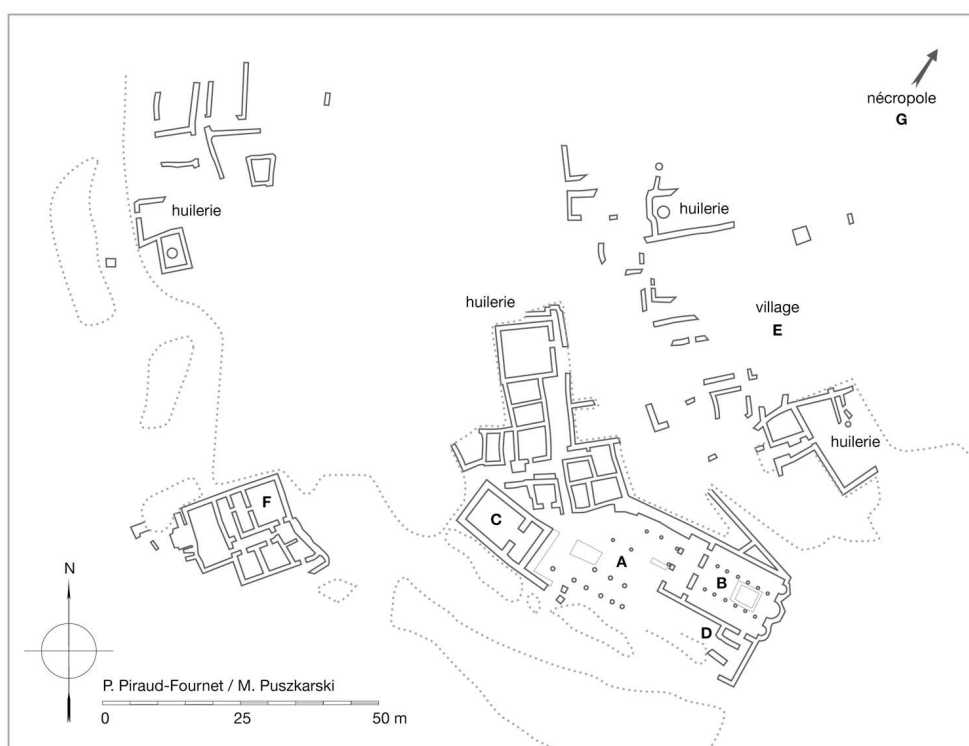 nécropole
G
huilerie
huilerie
huilerie
village
E
huilerie
F
C
A
B
D
N
P. Piraud-Fournet / M. Puszkarski
0 25 50 m